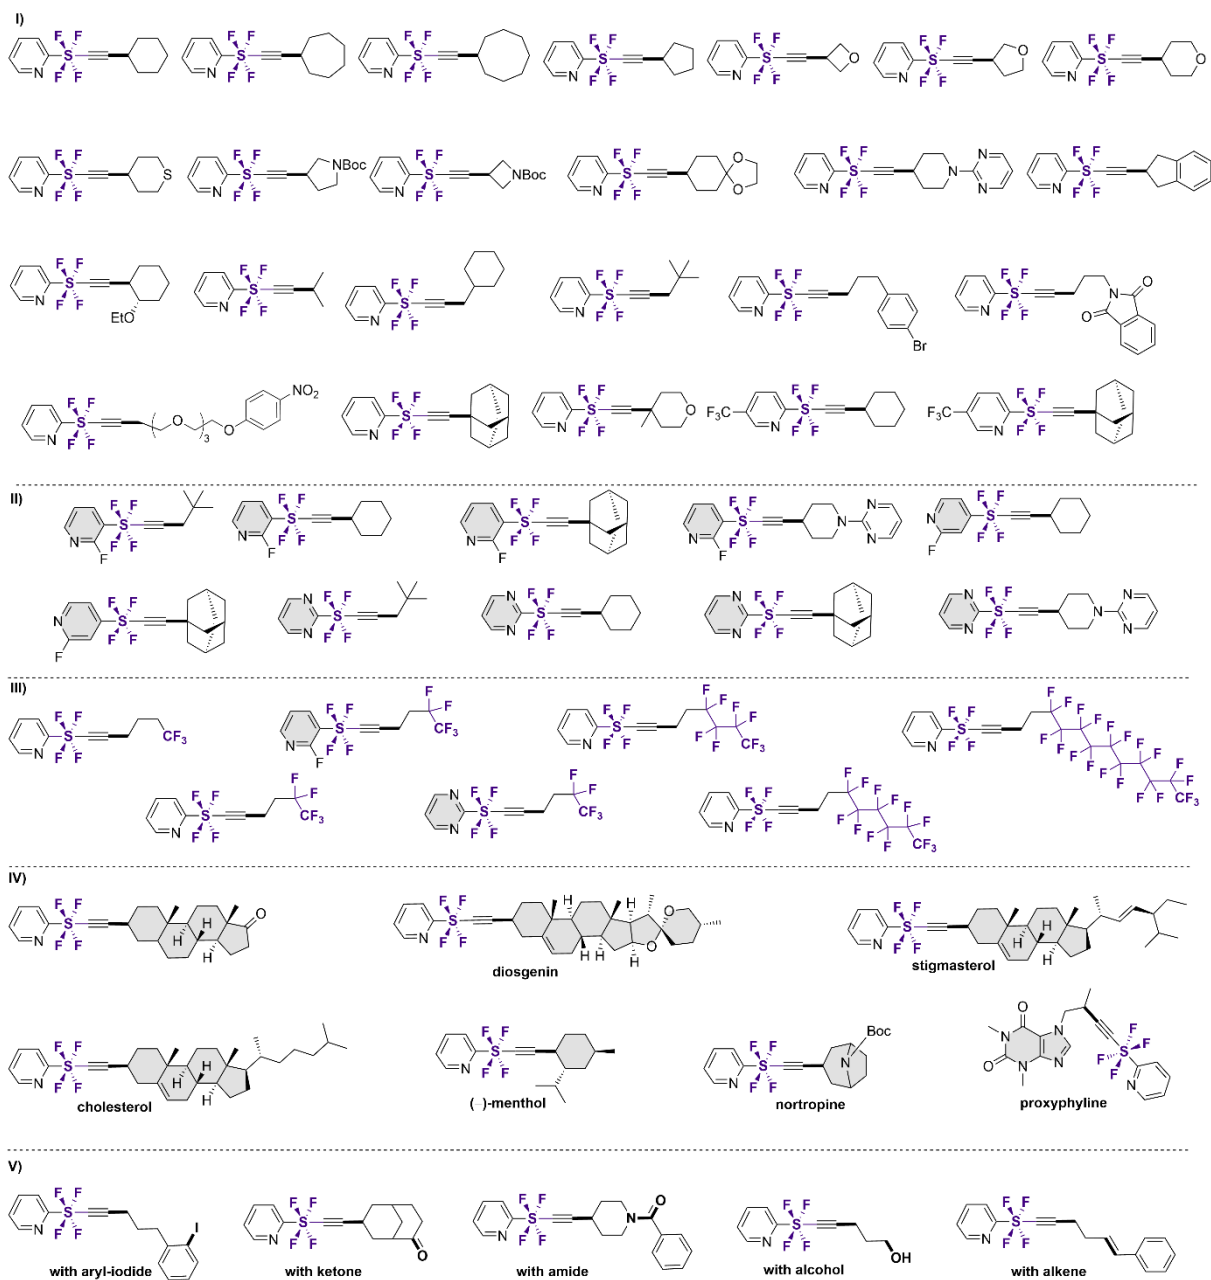 I)
F F F F F F F F F F F F F F
S S S S S O S O S O
N F F N F F N F F N F F N F F N F F N F F
F F F F F F F F F F F F F F
S S S NBoc S NBoc S O O S N N N S
N F F N F F N F F N F F N F F N F F
EtO
F F F F F F F F F F F F
S S S S S S N O O
N F F N F F N F F N F F N F F N F F
Br
F F F F F F F F F F
S ( O )3 O NO2 S S O F3C S F3C S
N F F N F F N F F N F F N F F
II)
F F F F F F F F F F
S S S S N N N S
N F F F N F F F N F F F N F F F N F F F
F F F F F F F F F F
S S S S S N N N
N F F F N N F F N N F F N N F F N N F F
III)
F F CF3 F F F F CF3 F F F F F F F F CF3
S S S S
N F F N F F F N F F N F F
F F F F CF3 F F F F CF3 F F F F F F F F F F CF3
S S S
N F F N N F F N F F
IV)
F F S F F N O H H H
F F S F F N H H H H O O
diosgenin
F F S F F N H H H
stigmasterol
F F S F F N H H H
cholesterol
F F S F F N
(–)-menthol
F F S F F N Boc N
nortropine
O N N O N N F F S F F N
proxyphyline
V)
F F S F F N I
with aryl-iodide
F F S F F N O
with ketone
F F S F F N N O
with amide
F F S F F N OH
with alcohol
F F S F F N
with alkene